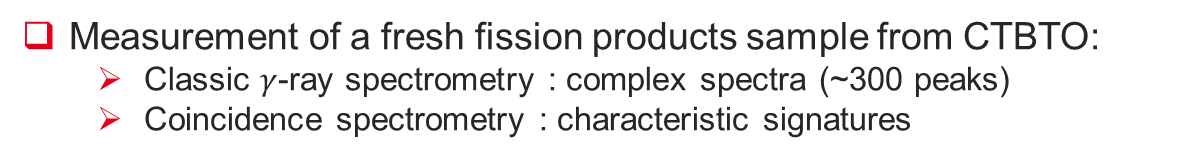 Measurement of a fresh fission products sample from CTBTO:
Classic γ-ray spectrometry : complex spectra (~300 peaks)
Coincidence spectrometry : characteristic signatures